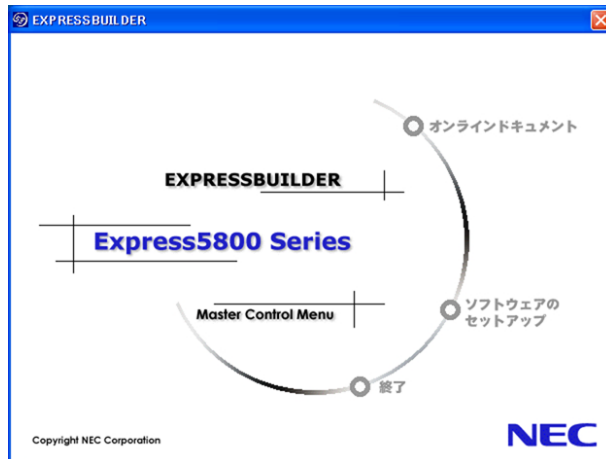 EXPRESSBUILDER
オンラインドキュメント
EXPRESSBUILDER
Express5800 Series
Master Control Menu
ソフトウェアの
セットアップ
終了
Copyright NEC Corporation
NEC